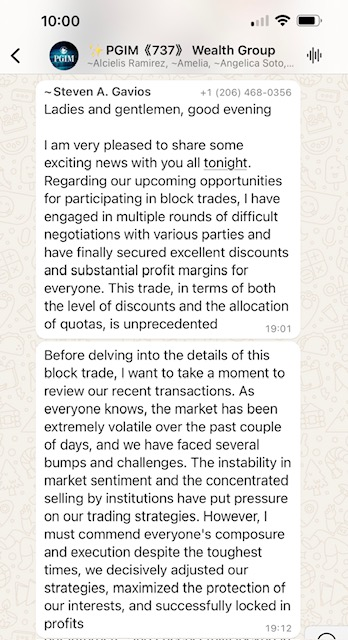 10:00
PGIM
✨ PGIM 《737》 Wealth Group
~Alcielis Ramirez, ~Amelia, ~Angelica Soto,...
~ Steven A. Gavios +1 (206) 468-0356
Ladies and gentlemen, good evening
I am very pleased to share some
exciting news with you all tonight.
Regarding our upcoming opportunities
for participating in block trades, I have
engaged in multiple rounds of difficult
negotiations with various parties and
have finally secured excellent discounts
and substantial profit margins for
everyone. This trade, in terms of both
the level of discounts and the allocation
of quotas, is unprecedented
19:01
Before delving into the details of this
block trade, I want to take a moment to
review our recent transactions. As
everyone knows, the market has been
extremely volatile over the past couple
of days, and we have faced several
bumps and challenges. The instability in
market sentiment and the concentrated
selling by institutions have put pressure
on our trading strategies. However, I
must commend everyone's composure
and execution despite the toughest
times, we decisively adjusted our
strategies, maximized the protection of
our interests, and successfully locked in
profits
19:12